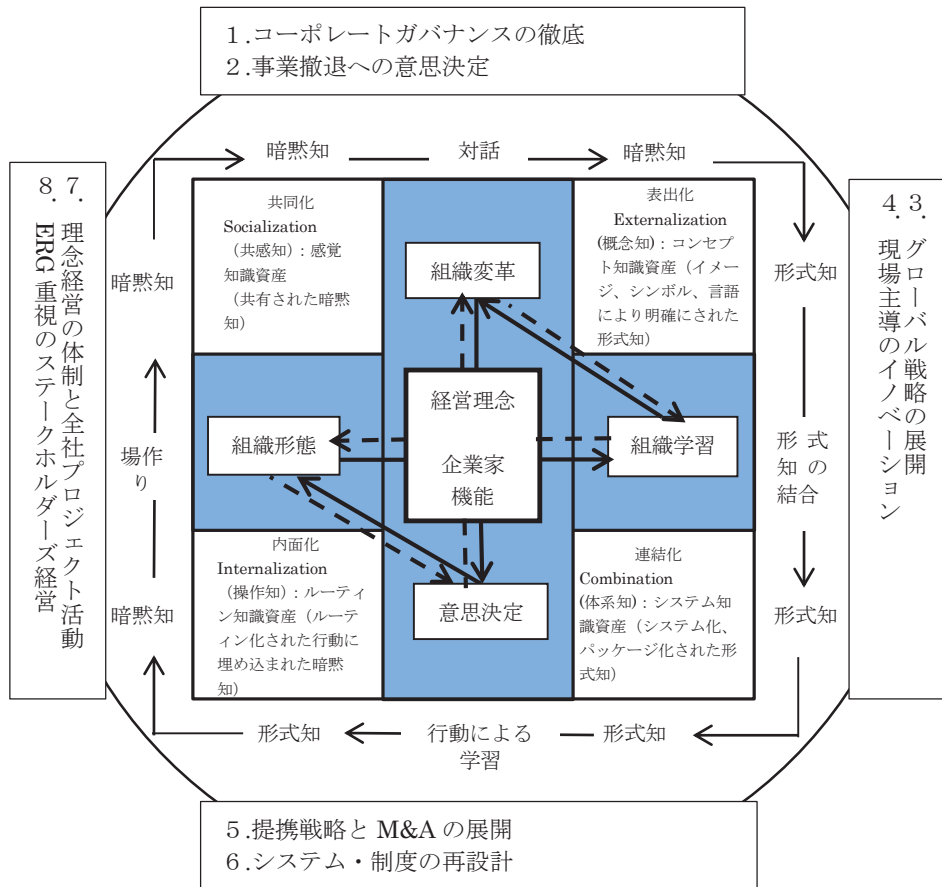 1.コーポレートガバナンスの徹底
2.事業撤退への意思決定
暗黙知
対話
暗黙知
7.理念経営の体制と全社プロジェクト活動
8.ERG重視のステークホルダーズ経営
3.グローバル戦略の展開
4.現場主導のイノベーション
共同化
Socialization
(共感知):感覚
知識資産
(共有された暗黙
知)
組織変革
表出化
Externalization
(概念知):コンセプ
ト知識資産(イメー
ジ、シンボル、言語
により明確にされた
形式知)
暗黙知
形式知
場作
り
組織形態
経営理念
企業家
機能
組織学習
形式
知の
結合
内面化
Internalization
(操作知):ルーテ
ィン知識資産(ルーテ
ィン化された行動に
埋め込まれた暗黙
知)
意思決定
連結化
Combination
(体系知):システム知
識資産(システム化、
パッケージ化された形
式知)
暗黙知
形式知
形式知
行動による
学習
形式知
5.提携戦略と M&A の展開
6.システム・制度の再設計